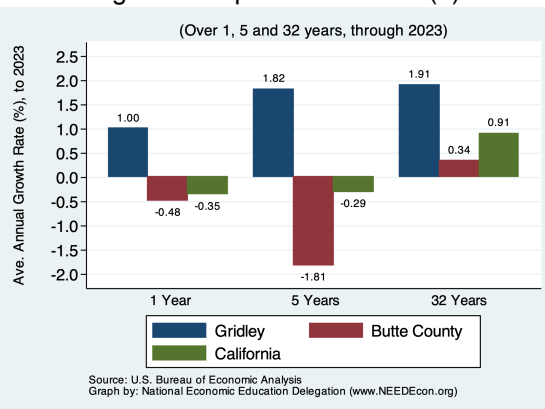 (Over 1, 5 and 32 years, through 2023)
Ave. Annual Growth Rate (%), to 2023
2.5
2.0
1.5
1.0
0.5
0.0
-0.5
-1.0
-1.5
-2.0
1.00
-0.48
-0.35
1.82
-1.81
-0.29
1.91
0.34
0.91
1 Year
5 Years
32 Years
Gridley
Butte County
California
Source: U.S. Bureau of Economic Analysis
Graph by: National Economic Education Delegation (www.NEEDEcon.org)